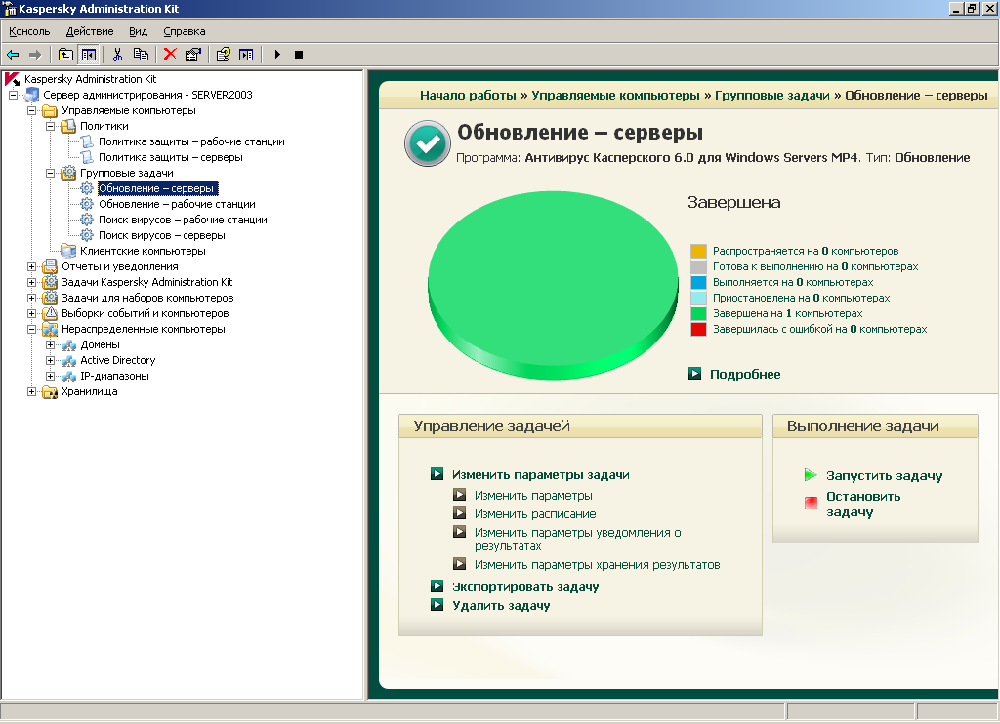 Kaspersky Administration Kit
Консоль Действие Вид Справка
Kaspersky Administration Kit
Сервер администрирования - SERVER2003
Управляемые компьютеры
Политики
Политика защиты – рабочие станции
Политика защиты – серверы
Групповые задачи
Обновление – серверы
Обновление – рабочие станции
Поиск вирусов – рабочие станции
Поиск вирусов – серверы
Клиентские компьютеры
Отчеты и уведомления
Задачи Kaspersky Administration Kit
Задачи для наборов компьютеров
Выборки событий и компьютеров
Нераспределенные компьютеры
Домены
Active Directory
IP-диапазоны
Хранилища
Начало работы » Управляемые компьютеры » Групповые задачи » Обновление – серверы
Обновление – серверы
Программа: Антивирус Касперского 6.0 для Windows Servers MP4. Тип: Обновление
Завершена
Распространяется на 0 компьютеров
Готова к выполнению на 0 компьютерах
Выполняется на 0 компьютерах
Приостановлена на 0 компьютерах
Завершена на 1 компьютерах
Завершилась с ошибкой на 0 компьютерах
Подробнее
Управление задачей
Изменить параметры задачи
Изменить параметры
Изменить расписание
Изменить параметры уведомления о
результатах
Изменить параметры хранения результатов
Экспортировать задачу
Удалить задачу
Выполнение задачи
Запустить задачу
Остановить
задачу